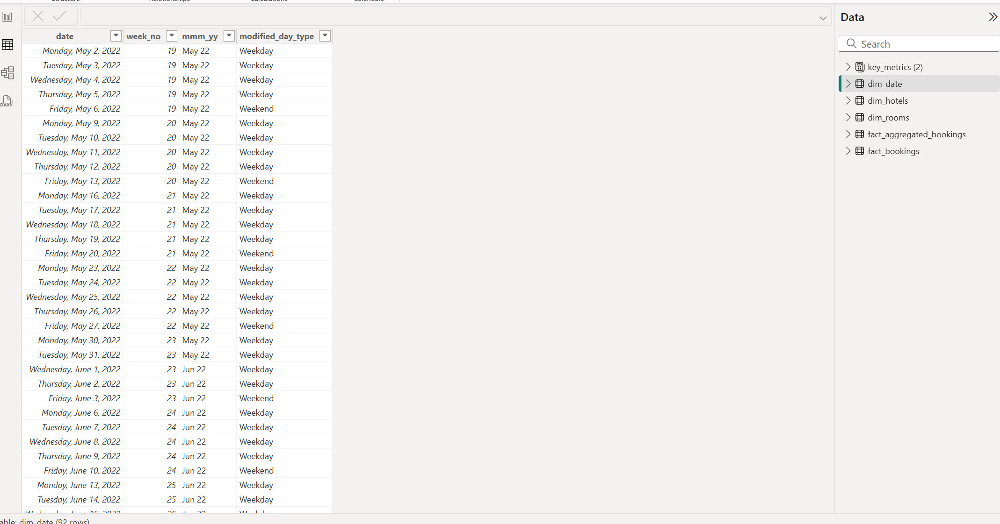 Structure Relationships Calculations Calendars
date week_no mmm_yy modified_day_type
Monday, May 2, 2022 19 May 22 Weekday
Tuesday, May 3, 2022 19 May 22 Weekday
Wednesday, May 4, 2022 19 May 22 Weekday
Thursday, May 5, 2022 19 May 22 Weekday
Friday, May 6, 2022 19 May 22 Weekend
Monday, May 9, 2022 20 May 22 Weekday
Tuesday, May 10, 2022 20 May 22 Weekday
Wednesday, May 11, 2022 20 May 22 Weekday
Thursday, May 12, 2022 20 May 22 Weekday
Friday, May 13, 2022 20 May 22 Weekend
Monday, May 16, 2022 21 May 22 Weekday
Tuesday, May 17, 2022 21 May 22 Weekday
Wednesday, May 18, 2022 21 May 22 Weekday
Thursday, May 19, 2022 21 May 22 Weekday
Friday, May 20, 2022 21 May 22 Weekend
Monday, May 23, 2022 22 May 22 Weekday
Tuesday, May 24, 2022 22 May 22 Weekday
Wednesday, May 25, 2022 22 May 22 Weekday
Thursday, May 26, 2022 22 May 22 Weekday
Friday, May 27, 2022 22 May 22 Weekend
Monday, May 30, 2022 23 May 22 Weekday
Tuesday, May 31, 2022 23 May 22 Weekday
Wednesday, June 1, 2022 23 Jun 22 Weekday
Thursday, June 2, 2022 23 Jun 22 Weekday
Friday, June 3, 2022 23 Jun 22 Weekend
Monday, June 6, 2022 24 Jun 22 Weekday
Tuesday, June 7, 2022 24 Jun 22 Weekday
Wednesday, June 8, 2022 24 Jun 22 Weekday
Thursday, June 9, 2022 24 Jun 22 Weekday
Friday, June 10, 2022 24 Jun 22 Weekend
Monday, June 13, 2022 25 Jun 22 Weekday
Tuesday, June 14, 2022 25 Jun 22 Weekday
Wednesday, June 15, 2022 25 Jun 22 Weekday
able: dim_date (92 rows)
DAX
Data
Search
key_metrics (2)
dim_date
dim_hotels
dim_rooms
fact_aggregated_bookings
fact_bookings